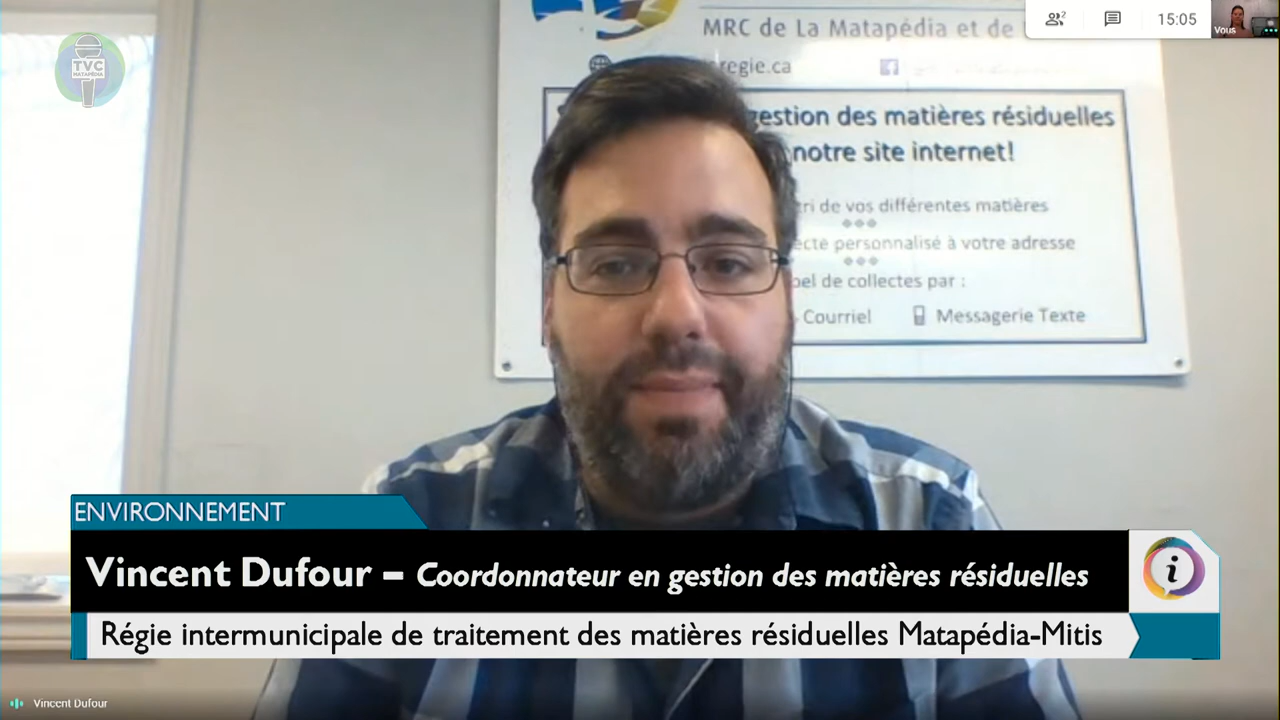 MRC de La Matapédia et de
15:05
Vous
TVC
MATAPÉDIA
regie.ca
gestion des matières résiduelles
notre site internet!
tri de vos différentes matières
ecte personnalisé à votre adresse
pel de collectes par :
Courriel
Messagerie Texte
ENVIRONNEMENT
Vincent Dufour – Coordonnateur en gestion des matières résiduelles
Régie intermunicipale de traitement des matières résiduelles Matapédia-Mitis
Vincent Dufour